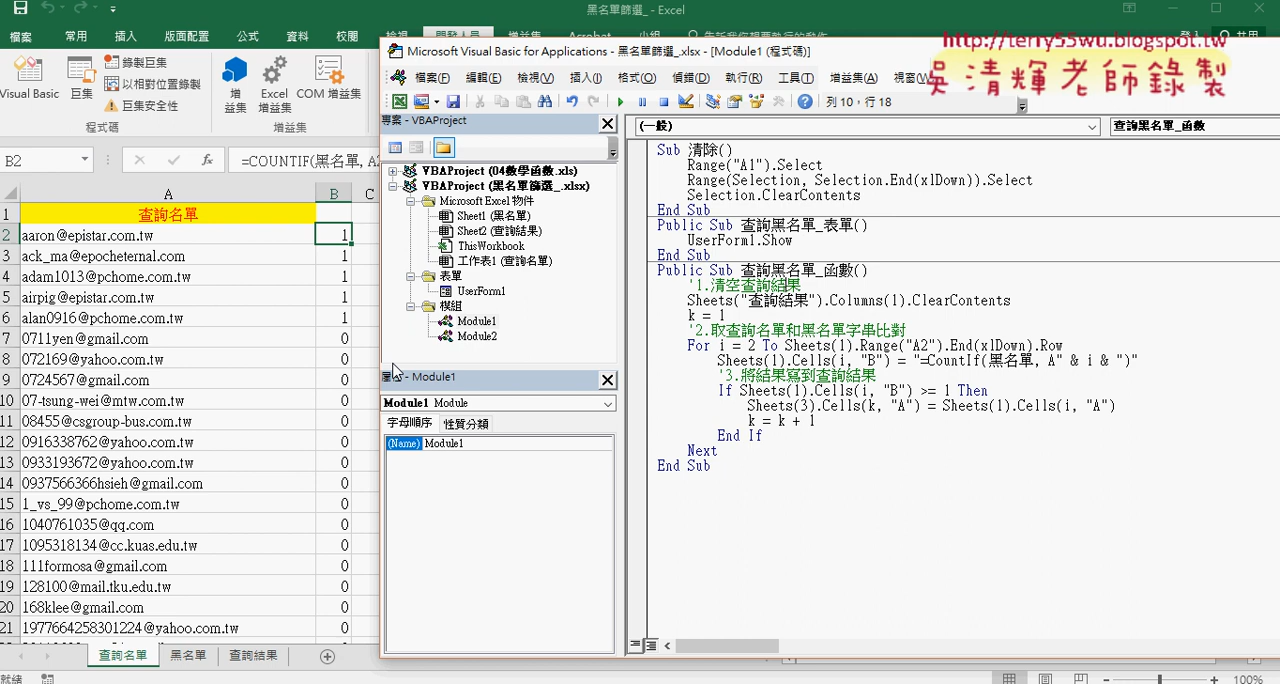 黑名單篩選_ - Excel
檔案 常用 插入 版面配置 公式 資料 校閱 檢視 開發人員 增益集 Acrobat 小組
http://terry55wu.blogspot.tw
吳清輝老師錄製
Visual Basic
巨集
錄製巨集
以相對位置錄製
巨集安全性
程式碼
增益集
Excel 增益集
COM 增益集
增益集
B2
=COUNTIF(黑名單, A2
A B C
1 查詢名單
2 aaron@epistar.com.tw 1
3 ack_ma@epocheternal.com 1
4 adam1013@pchome.com.tw 1
5 airpig@epistar.com.tw 1
6 alan0916@pchome.com.tw 1
7 0711yen@gmail.com 0
8 072169@yahoo.com.tw 0
9 0724567@gmail.com 0
10 07-tsung-wei@mtw.com.tw 0
11 08455@csgroup-bus.com.tw 0
12 0916338762@yahoo.com.tw 0
13 0933193672@yahoo.com.tw 0
14 0937566366hsieh@gmail.com 0
15 1_vs_99@pchome.com.tw 0
16 1040761035@qq.com 0
17 1095318134@cc.kuas.edu.tw 0
18 111formosa@gmail.com 0
19 128100@mail.tku.edu.tw 0
20 168klee@gmail.com 0
21 1977664258301224@yahoo.com.tw 0
查詢名單 黑名單 查詢結果
就緒
100%
Microsoft Visual Basic for Applications - 黑名單篩選_.xlsx - [Module1 (程式碼)]
檔案(F) 編輯(E) 檢視(V) 插入(I) 格式(O) 偵錯(D) 執行(R) 工具(T) 增益集(A) 視窗(W)
列 10，行 18
專案 - VBAProject
VBAProject (04數學函數.xls)
VBAProject (黑名單篩選_.xlsx)
Microsoft Excel 物件
Sheet1 (黑名單)
Sheet2 (查詢結果)
ThisWorkbook
工作表1 (查詢名單)
表單
UserForm1
模組
Module1
Module2
屬 - Module1
Module1 Module
字母順序 性質分類
(Name) Module1
(一般)
查詢黑名單_函數
Sub 清除()
Range("A1").Select
Range(Selection, Selection.End(xlDown)).Select
Selection.ClearContents
End Sub
Public Sub 查詢黑名單_表單()
UserForm1.Show
End Sub
Public Sub 查詢黑名單_函數()
'1.清空查詢結果
Sheets("查詢結果").Columns(1).ClearContents
k = 1
'2.取查詢名單和黑名單字串比對
For i = 2 To Sheets(1).Range("A2").End(xlDown).Row
Sheets(1).Cells(i, "B") = "=CountIf(黑名單, A" & i & ")"
'3.將結果寫到查詢結果
If Sheets(1).Cells(i, "B") >= 1 Then
Sheets(3).Cells(k, "A") = Sheets(1).Cells(i, "A")
k = k + 1
End If
Next
End Sub